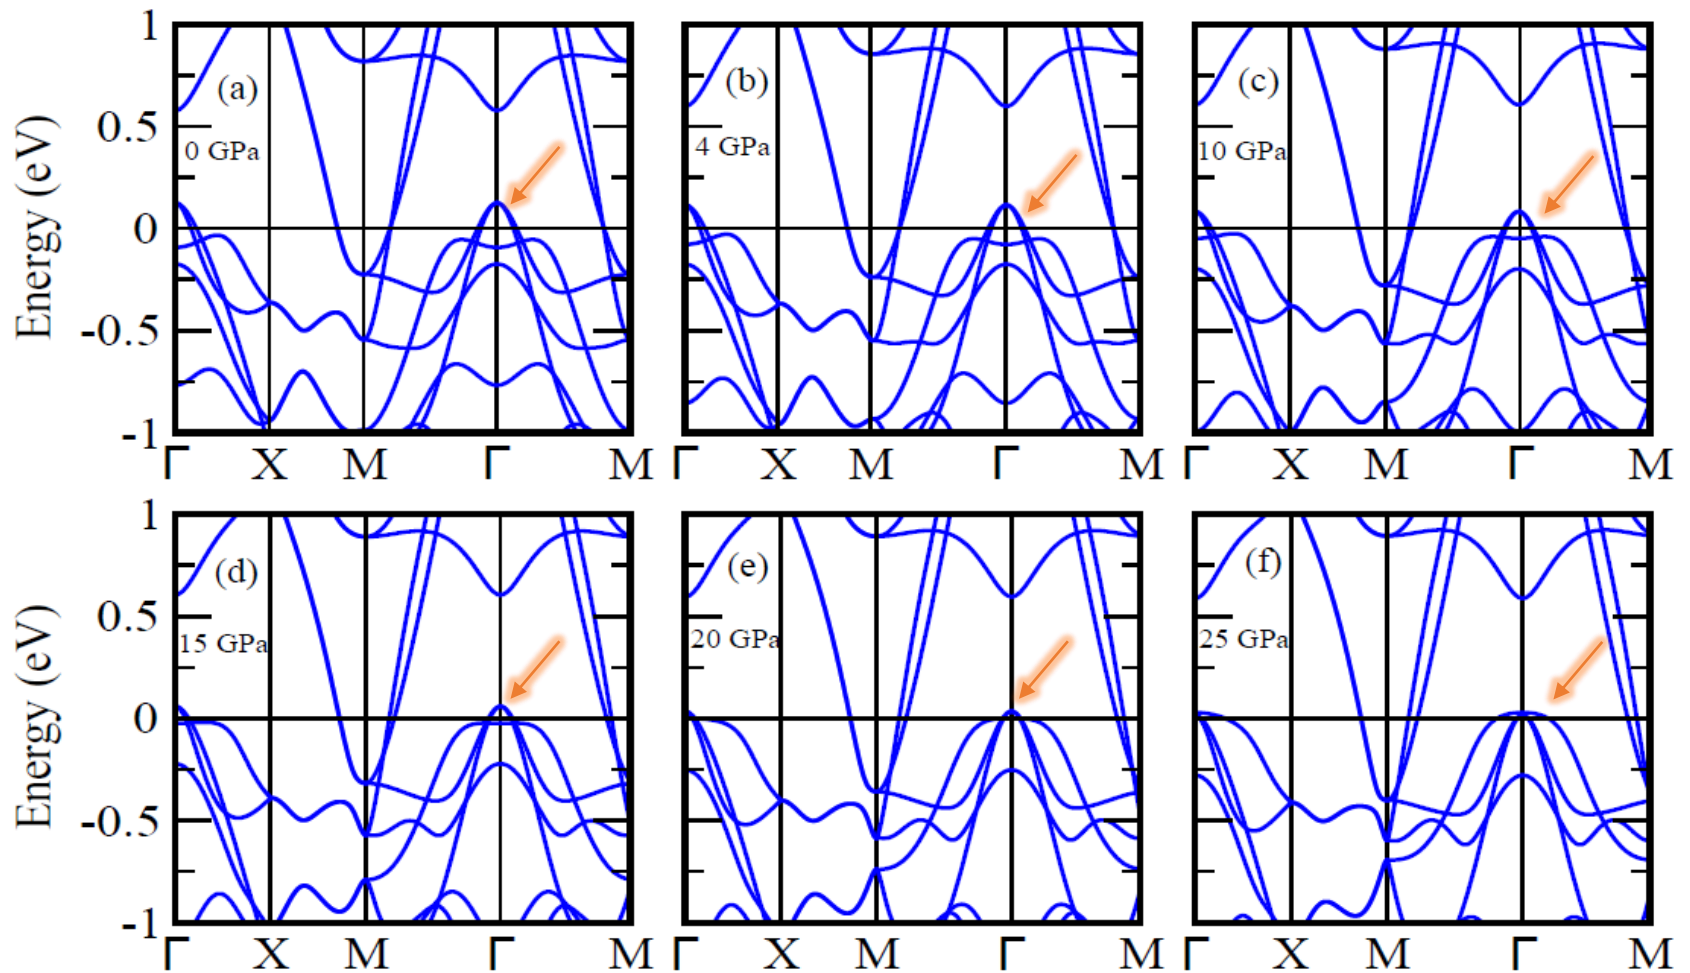 Energy (eV)
1
0.5
0
-0.5
-1
(a)
0 GPa
Γ X M Γ M
(b)
4 GPa
Γ X M Γ M
(c)
10 GPa
Γ X M Γ M
Energy (eV)
1
0.5
0
-0.5
-1
(d)
15 GPa
Γ X M Γ M
(e)
20 GPa
Γ X M Γ M
(f)
25 GPa
Γ X M Γ M